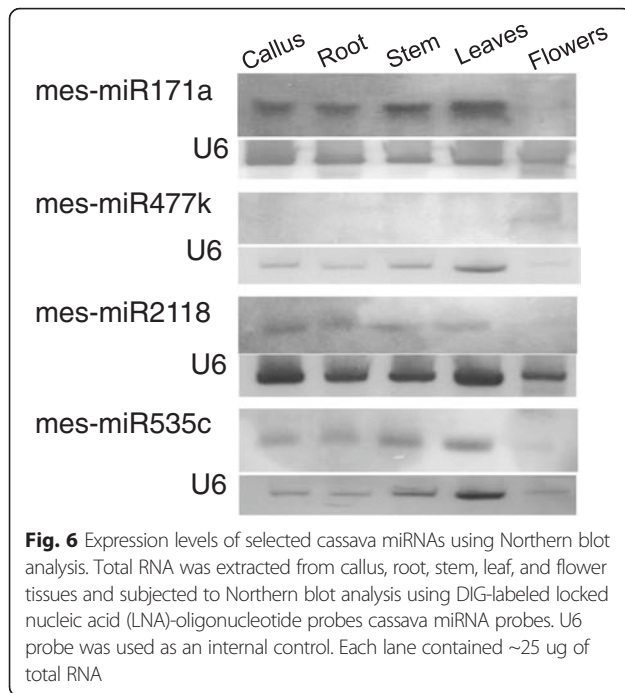 Callus Root Stem Leaves Flowers
mes-miR171a
U6
mes-miR477k
U6
mes-miR2118
U6
mes-miR535c
U6
Fig. 6 Expression levels of selected cassava miRNAs using Northern blot
analysis. Total RNA was extracted from callus, root, stem, leaf, and flower
tissues and subjected to Northern blot analysis using DIG-labeled locked
nucleic acid (LNA)-oligonucleotide probes cassava miRNA probes. U6
probe was used as an internal control. Each lane contained ~25 ug of
total RNA